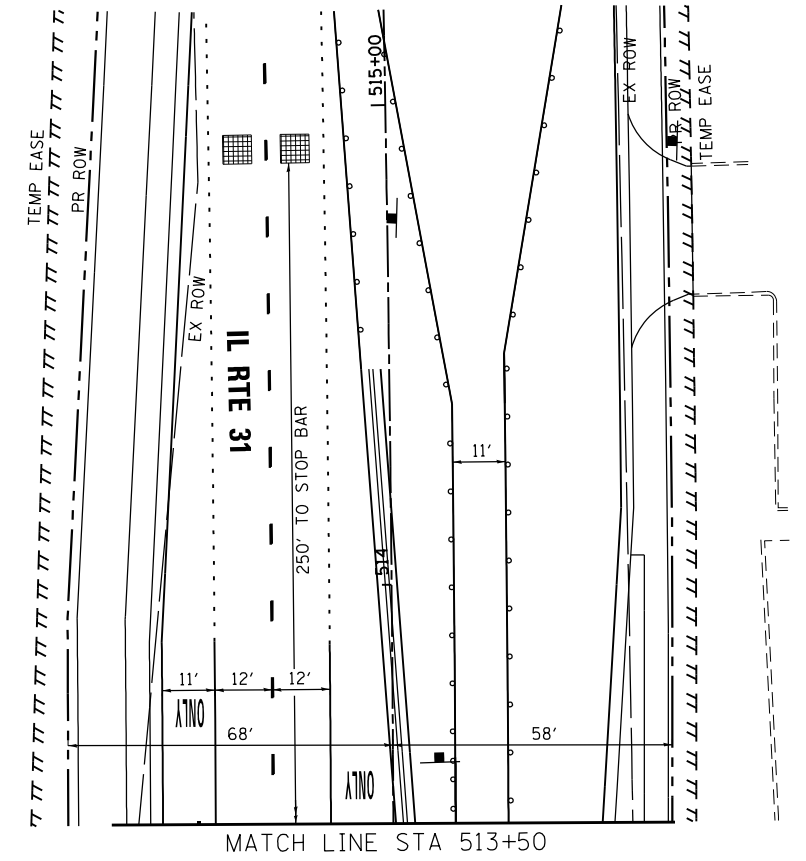 TEMP EASE
PR ROW
EX ROW
515+00
EX ROW
PR ROW
TEMP EASE
IL RTE 31
250' TO STOP BAR
11'
514
11'
12'
12'
ONLY
68'
58'
ONLY
MATCH LINE STA 513+50